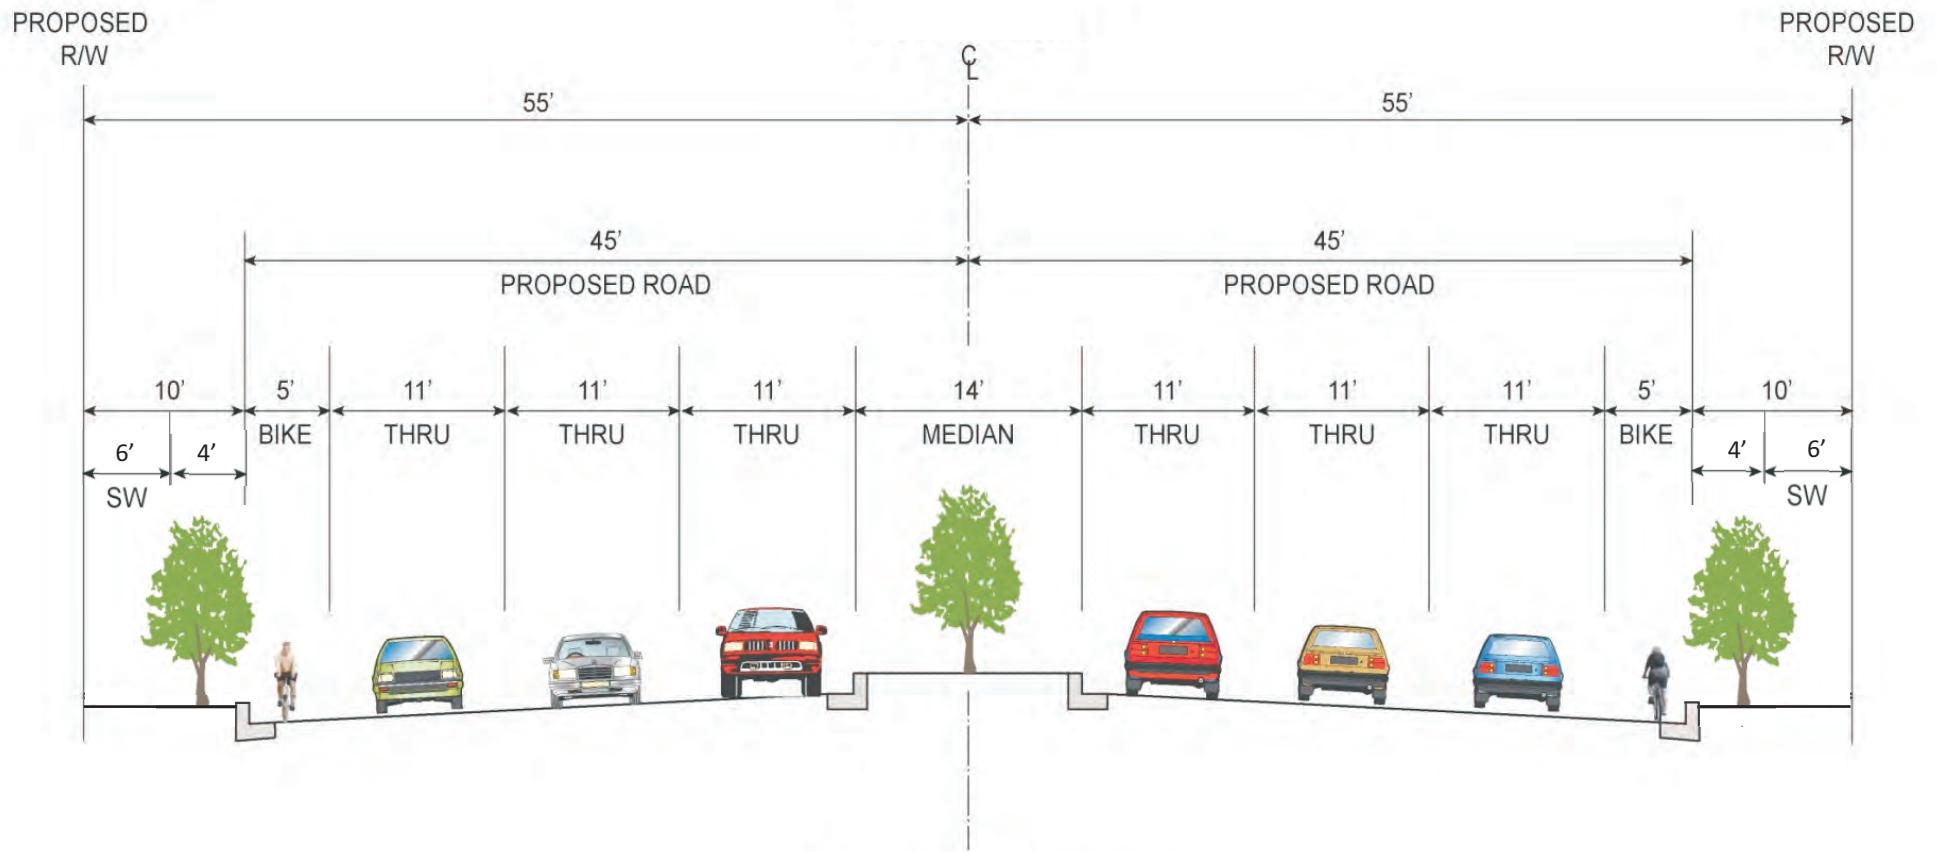 PROPOSED
R/W
PROPOSED
R/W
CL
55’
55’
45’
45’
PROPOSED ROAD
PROPOSED ROAD
10’ 5’ 11’ 11’ 11’ 14’ 11’ 11’ 11’ 5’ 10’
BIKE THRU THRU THRU MEDIAN THRU THRU THRU BIKE
6’ 4’ 4’ 6’
SW SW